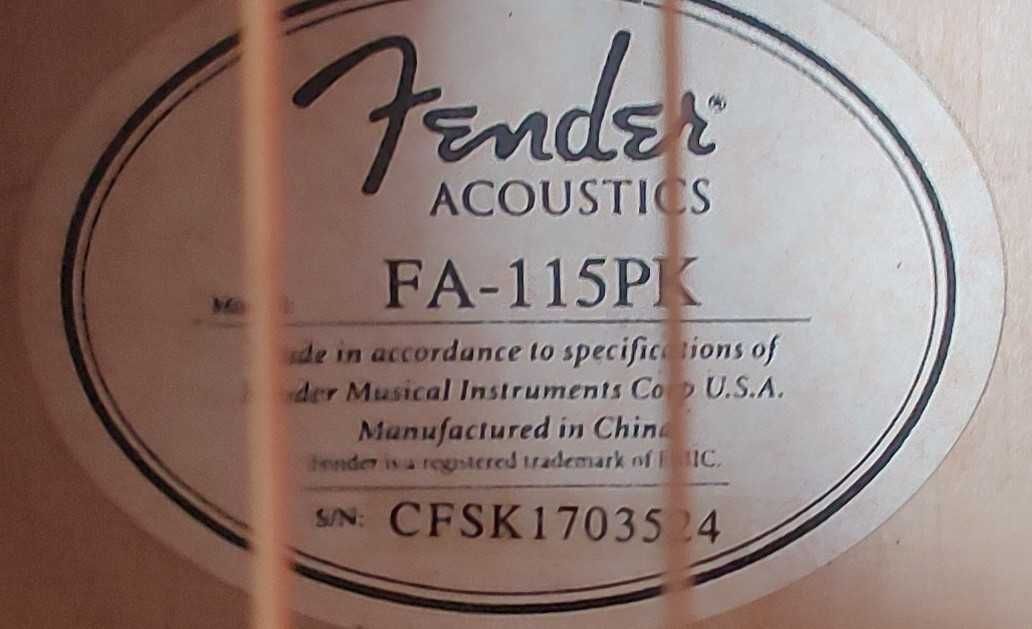 Fender®
ACOUSTICS
FA-115PK
Made in accordance to specifications of
Fender Musical Instruments Corp U.S.A.
Manufactured in China
Fender is a registered trademark of FMIC.
S/N: